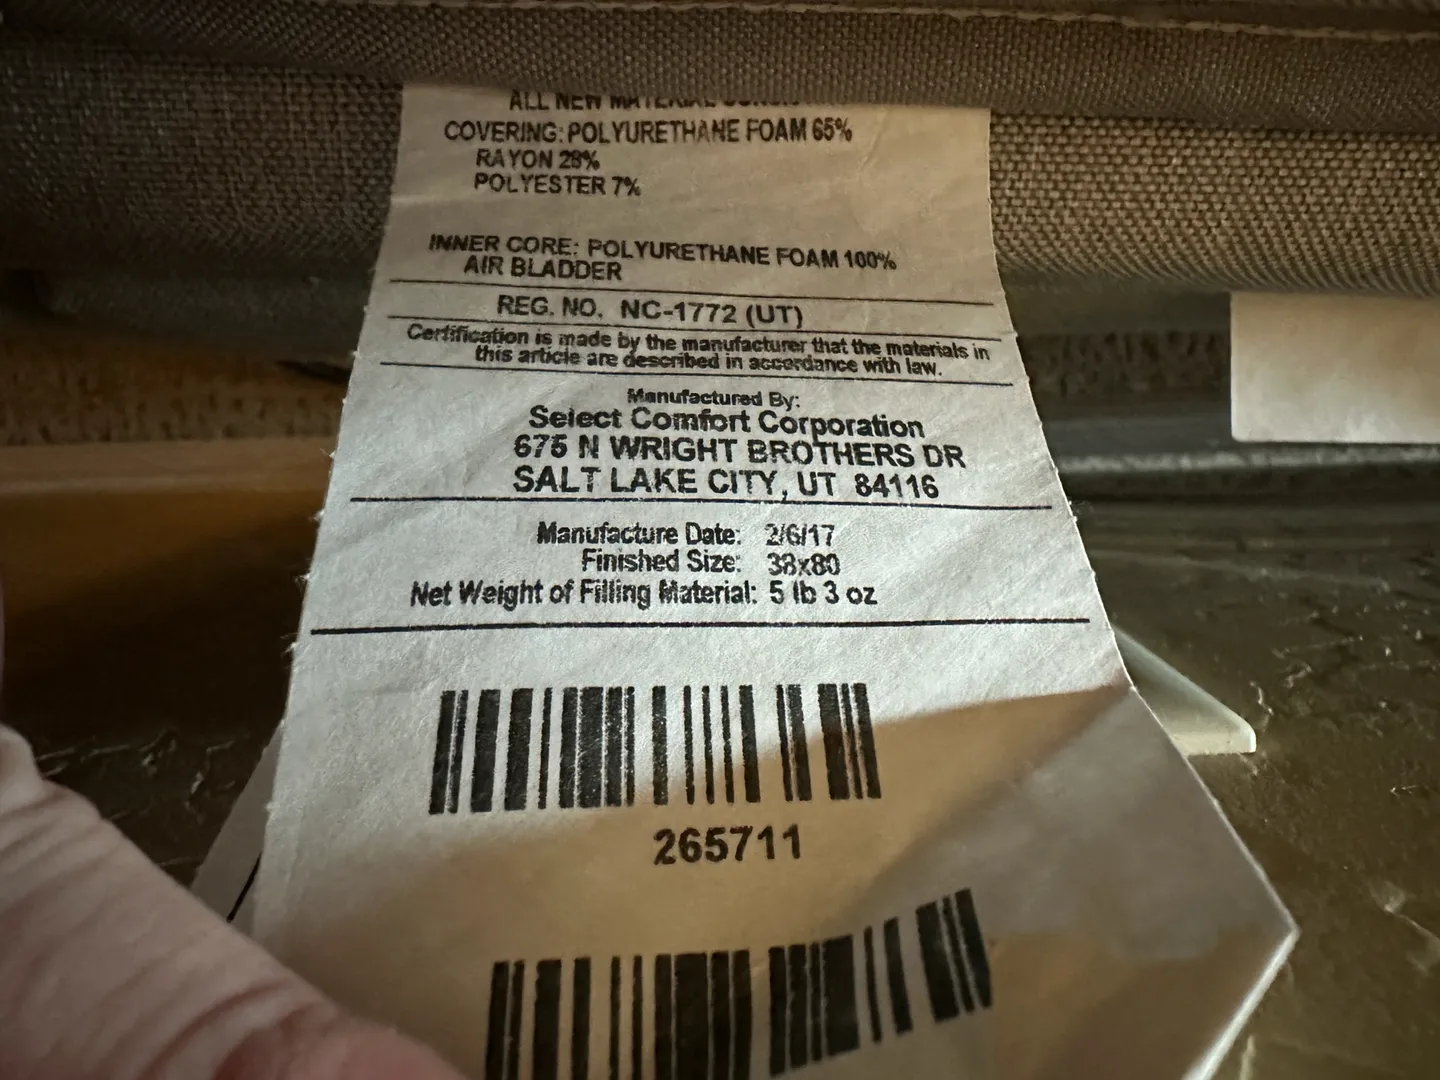 ALL NEW MATERIAL
COVERING: POLYURETHANE FOAM 65%
RAYON 28%
POLYESTER 7%
INNER CORE: POLYURETHANE FOAM 100%
AIR BLADDER
REG. NO. NC-1772 (UT)
Certification is made by the manufacturer that the materials in
this article are described in accordance with law.
Manufactured By:
Select Comfort Corporation
675 N WRIGHT BROTHERS DR
SALT LAKE CITY, UT 84116
Manufacture Date: 2/6/17
Finished Size: 38x80
Net Weight of Filling Material: 5 lb 3 oz
265711